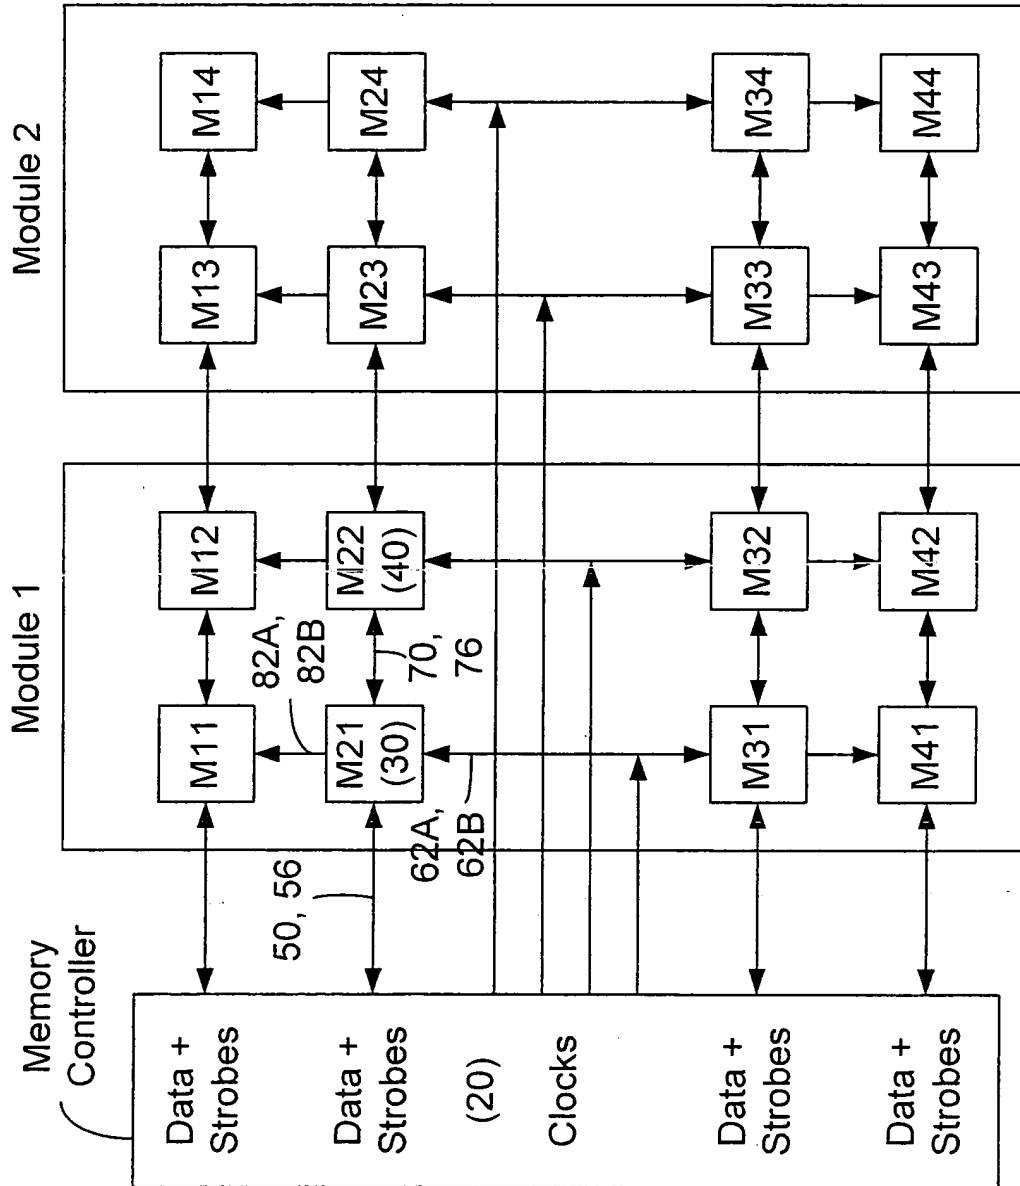 Module 1
Module 2
Memory
Controller
Data +
Strobes
Data +
Strobes
(20)
Clocks
Data +
Strobes
Data +
Strobes
50, 56
62A,
62B
82A,
82B
70,
76
M11
M12
M13
M14
M21
(30)
M22
(40)
M23
M24
M31
M32
M33
M34
M41
M42
M43
M44